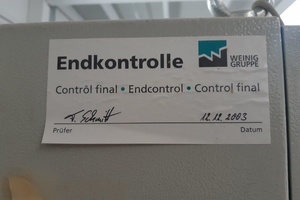 Endkontrolle
WEINIG
GRUPPE
Contrôl final • Endcontrol • Control final
F. Schmitt 12.12.2003
Prüfer Datum